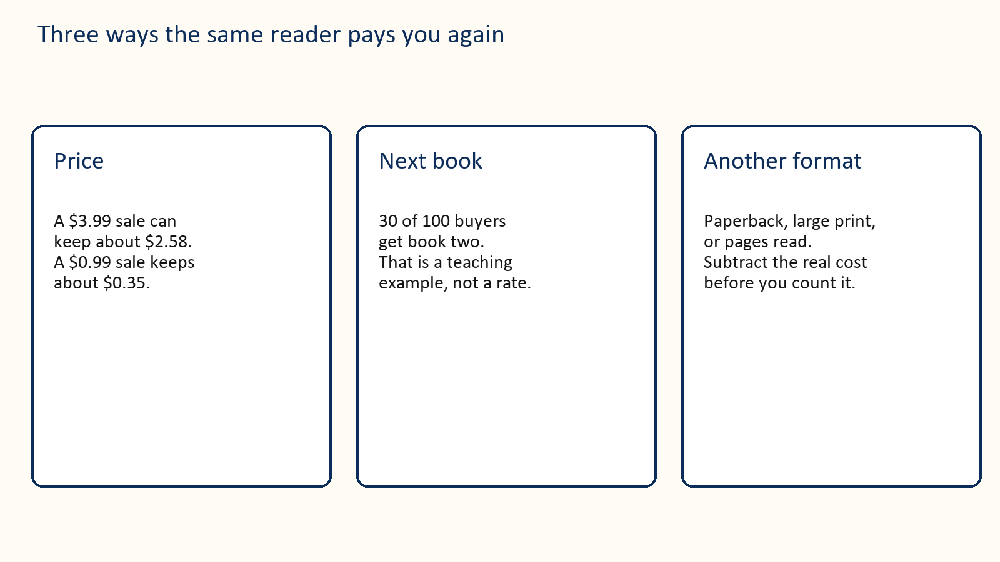 Three ways the same reader pays you again
Price
A $3.99 sale can
keep about $2.58.
A $0.99 sale keeps
about $0.35.
Next book
30 of 100 buyers
get book two.
That is a teaching
example, not a rate.
Another format
Paperback, large print,
or pages read.
Subtract the real cost
before you count it.